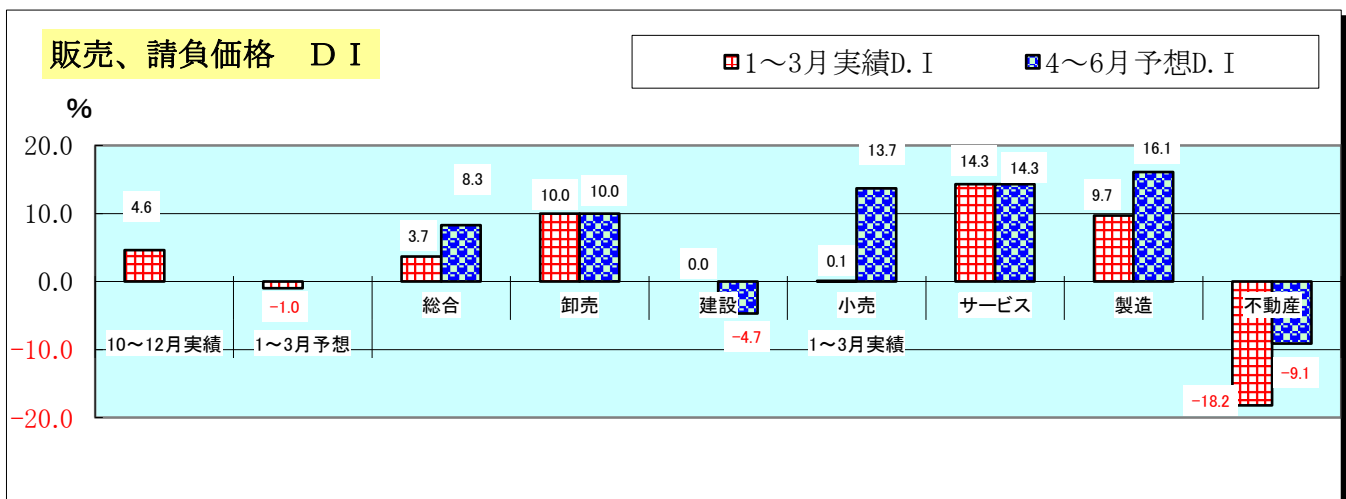 販売、請負価格　ＤＩ
1～3月実績D.I
4～6月予想D.I
%
20.0
10.0
0.0
-10.0
-20.0
4.6
-1.0
3.7
8.3
10.0
10.0
0.0
-4.7
0.1
13.7
14.3
14.3
9.7
16.1
-18.2
-9.1
総合
卸売
建設
小売
サービス
製造
不動産
10～12月実績
1～3月予想
1～3月実績